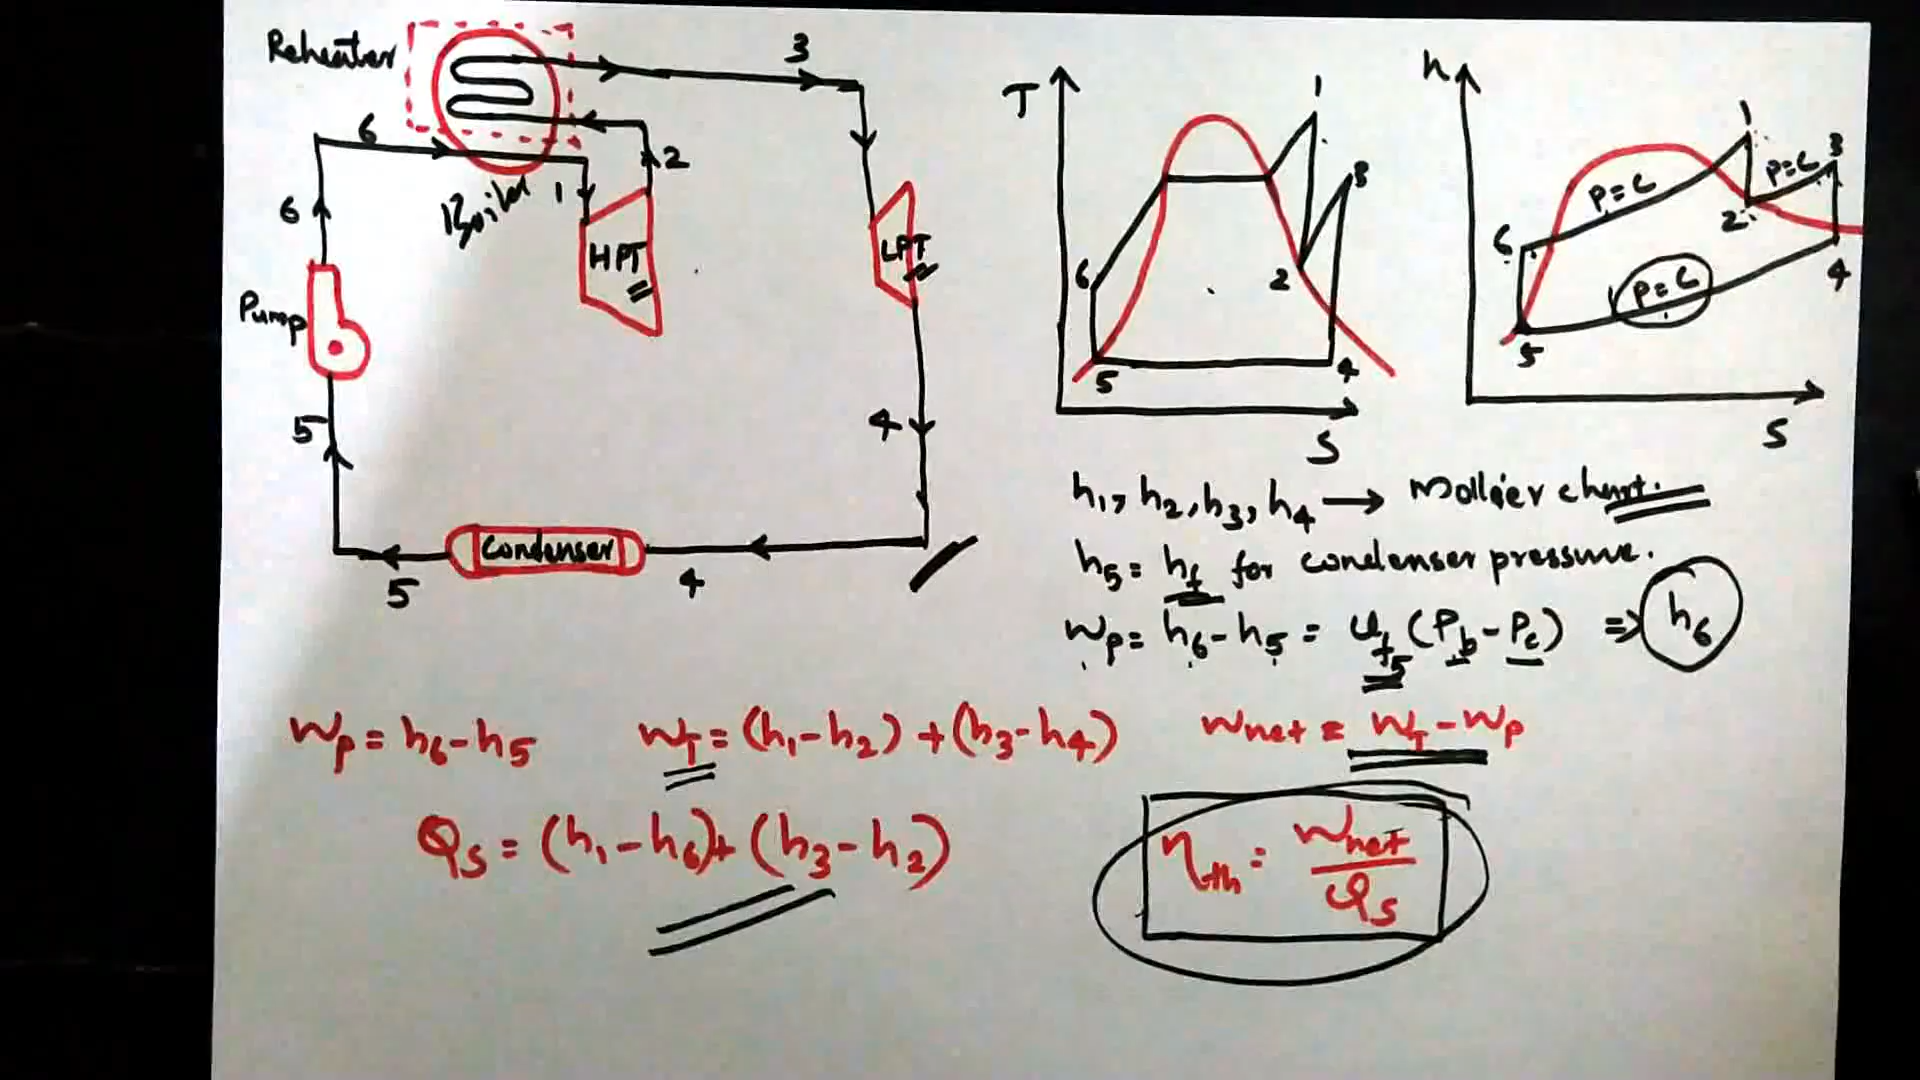 Reheater
3
6
2
1
Boiler
6
HPT
LPT
Pump
5
4
Condenser
5
4
T
1
3
6
2
5
4
S
h
1
P=C
P=C
3
2
6
P=C
4
5
S
h₁, h₂, h₃, h₄ → Mollier chart.
h₅ = hf for condenser pressure.
Wp = h₆-h₅ = υf₅ (Pb-Pc) ⇒ h₆
Wp = h₆-h₅
WT = (h₁-h₂) + (h₃-h₄)
Wnet = WT-Wp
Qs = (h₁-h₆)+ (h₃-h₂)
ηth = Wnet/Qs